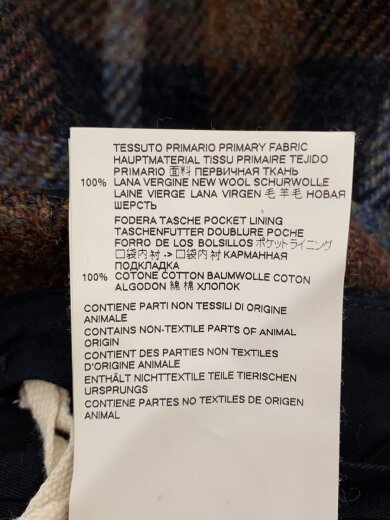 TESSUTO PRIMARIO PRIMARY FABRIC
HAUPTMATERIAL TISSU PRIMAIRE TEJIDO
PRIMARIO 面料 ПЕРВИЧНАЯ ТКАНЬ
100% LANA VERGINE NEW WOOL SCHURWOLLE
LAINE VIERGE LANA VIRGEN 毛 羊毛 НОВАЯ
ШЕРСТЬ
FODERA TASCHE POCKET LINING
TASCHENFUTTER DOUBLURE POCHE
FORRO DE LOS BOLSILLOS ポケットライニング
口袋内衬 -> 口袋内衬 КАРМАННАЯ
ПОДКЛАДКА
100% COTONE COTTON BAUMWOLLE COTON
ALGODON 綿 棉 ХЛОПОК
CONTIENE PARTI NON TESSILI DI ORIGINE
ANIMALE
CONTAINS NON-TEXTILE PARTS OF ANIMAL
ORIGIN
CONTIENT DES PARTIES NON TEXTILES
D'ORIGINE ANIMALE
ENTHÄLT NICHTTEXTILE TEILE TIERISCHEN
URSPRUNGS
CONTIENE PARTES NO TEXTILES DE ORIGEN
ANIMAL